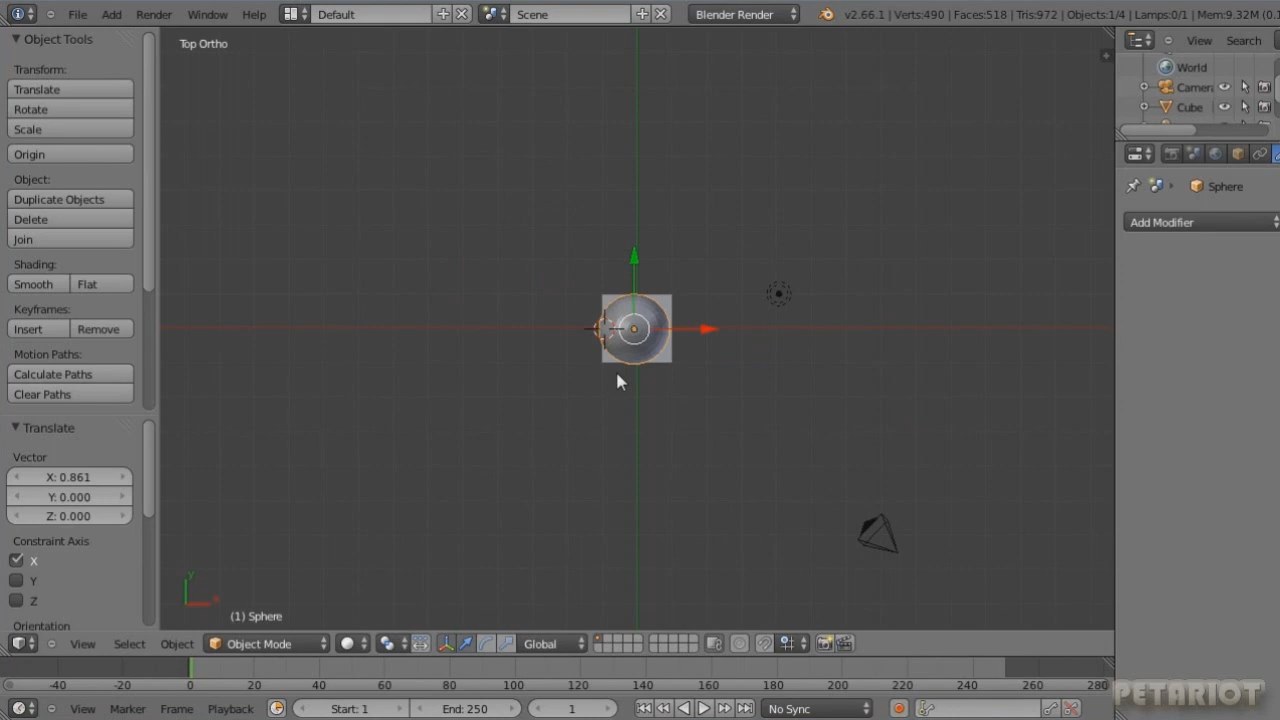 File Add Render Window Help Default Scene Blender Render v2.66.1 | Verts:490 | Faces:518 | Tris:972 | Objects:1/4 | Lamps:0/1 | Mem:9.32M (0.1
Object Tools
Transform:
Translate
Rotate
Scale
Origin
Object:
Duplicate Objects
Delete
Join
Shading:
Smooth Flat
Keyframes:
Insert Remove
Motion Paths:
Calculate Paths
Clear Paths
Translate
Vector
X: 0.861
Y: 0.000
Z: 0.000
Constraint Axis
X
Y
Z
Orientation
Top Ortho
y
x
(1) Sphere
View Search
World
Camer
Cube
Sphere
Add Modifier
View Select Object Object Mode Global
-40 -20 0 20 40 60 80 100 120 140 160 180 200 220 240 260 280
View Marker Frame Playback Start: 1 End: 250 1 No Sync
PETARIOT